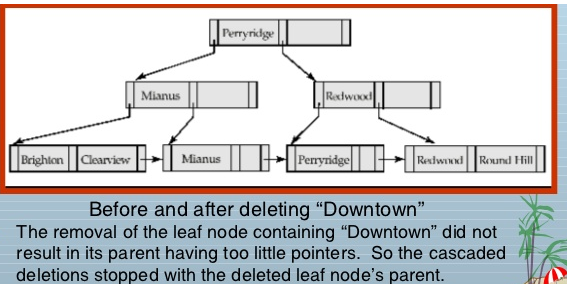 Perryridge
Mianus
Redwood
Brighton Clearview Mianus Perryridge Redwood Round Hill
Before and after deleting “Downtown”
The removal of the leaf node containing “Downtown” did not
result in its parent having too little pointers.  So the cascaded
deletions stopped with the deleted leaf node’s parent.